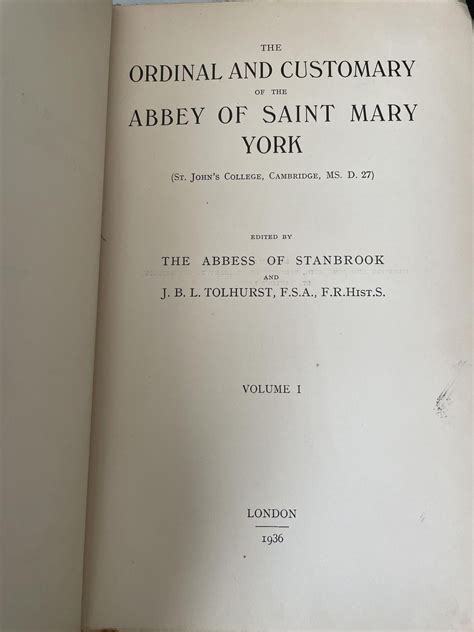 THE
ORDINAL AND CUSTOMARY
OF THE
ABBEY OF SAINT MARY
YORK
(St. John's College, Cambridge, MS. D. 27)
EDITED BY
THE ABBESS OF STANBROOK
AND
J. B. L. TOLHURST, F.S.A., F.R.Hist.S.
VOLUME I
LONDON
1936